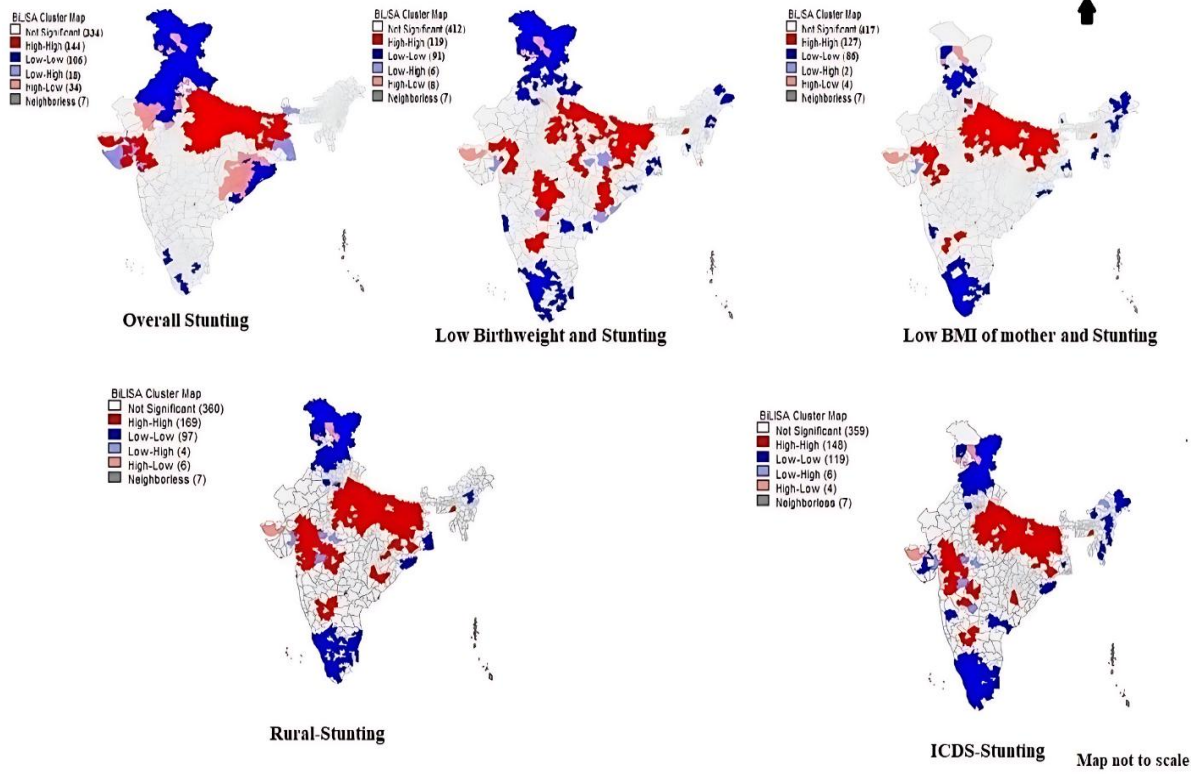 BiLISA Cluster Map
Not Significant (334)
High-High (144)
Low-Low (106)
Low-High (18)
High-Low (34)
Neighborless (7)
Overall Stunting
BiLISA Cluster Map
Not Significant (412)
High-High (119)
Low-Low (91)
Low-High (6)
High-Low (8)
Neighborless (7)
Low Birthweight and Stunting
BiLISA Cluster Map
Not Significant (417)
High-High (127)
Low-Low (86)
Low-High (2)
High-Low (4)
Neighborless (7)
Low BMI of mother and Stunting
BiLISA Cluster Map
Not Significant (360)
High-High (169)
Low-Low (97)
Low-High (4)
High-Low (6)
Neighborless (7)
Rural-Stunting
BiLISA Cluster Map
Not Significant (359)
High-High (148)
Low-Low (119)
Low-High (6)
High-Low (4)
Neighborless (7)
ICDS-Stunting
Map not to scale